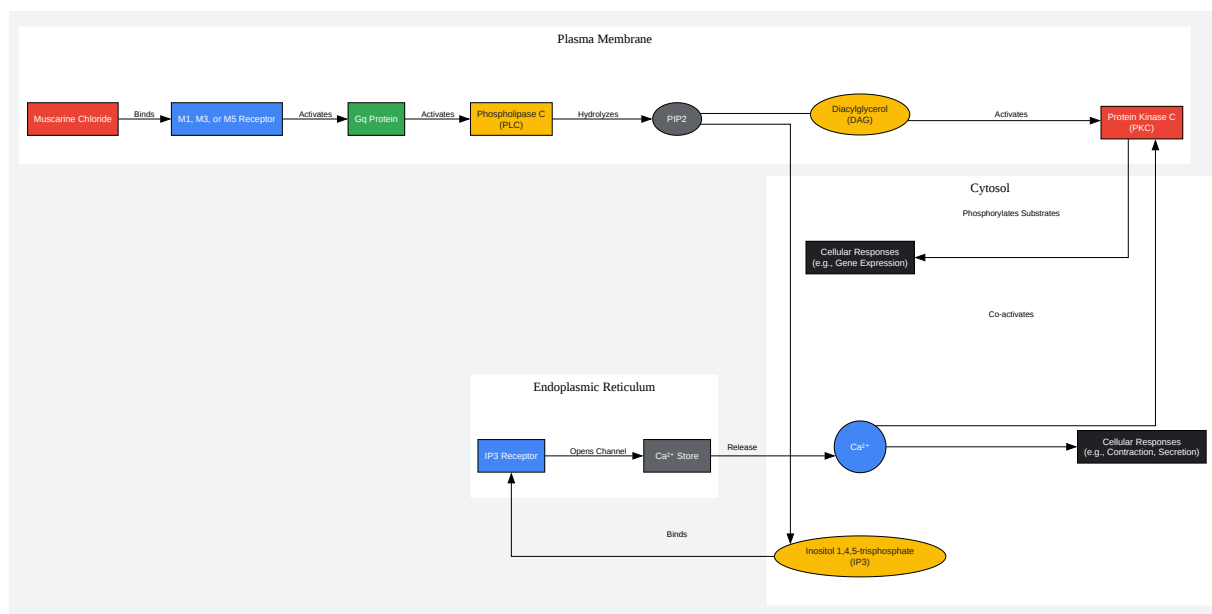 Plasma Membrane
Muscarine Chloride
Binds
M1, M3, or M5 Receptor
Activates
Gq Protein
Activates
Phospholipase C
(PLC)
Hydrolyzes
PIP2
Diacylglycerol
(DAG)
Activates
Protein Kinase C
(PKC)
Cytosol
Phosphorylates Substrates
Cellular Responses
(e.g., Gene Expression)
Co-activates
Endoplasmic Reticulum
IP3 Receptor
Opens Channel
Ca²⁺ Store
Release
Ca²⁺
Cellular Responses
(e.g., Contraction, Secretion)
Binds
Inositol 1,4,5-trisphosphate
(IP3)